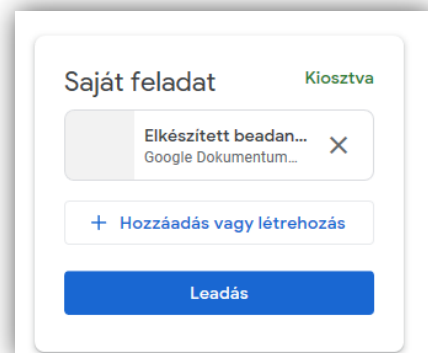 Saját feladat
Kiosztva
Elkészített beadan...
Google Dokumentum...
+ Hozzáadás vagy létrehozás
Leadás